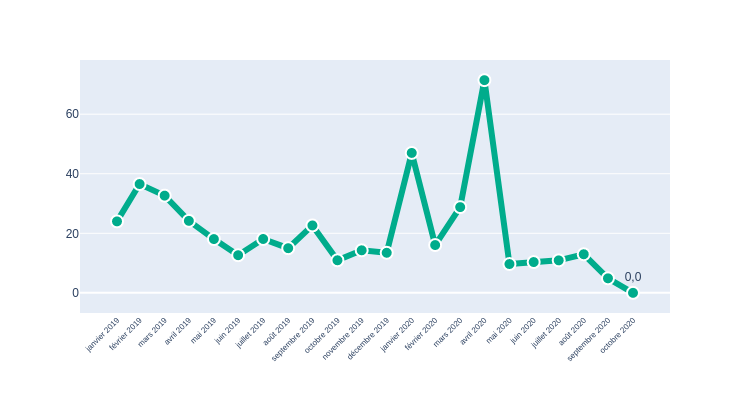 60
40
20
0
0,0
janvier 2019
février 2019
mars 2019
avril 2019
mai 2019
juin 2019
juillet 2019
août 2019
septembre 2019
octobre 2019
novembre 2019
décembre 2019
janvier 2020
février 2020
mars 2020
avril 2020
mai 2020
juin 2020
juillet 2020
août 2020
septembre 2020
octobre 2020